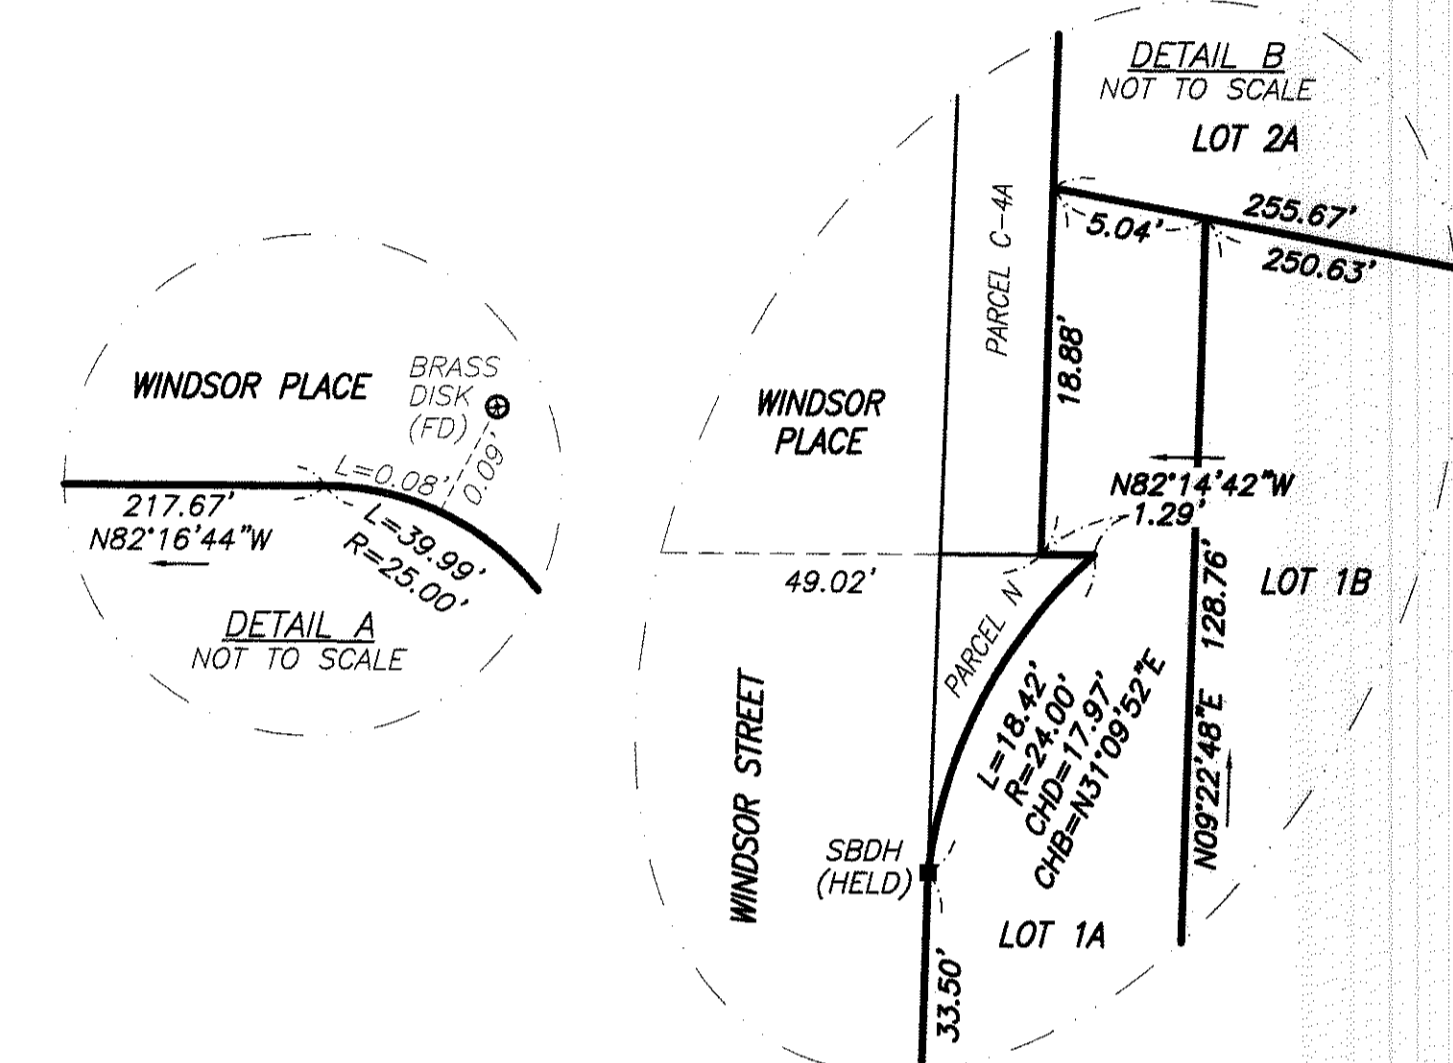 WINDSOR PLACE
BRASS
DISK
(FD)
L=0.08'
0.09'
217.67'
N82°16'44"W
L=39.99'
R=25.00'
DETAIL A
NOT TO SCALE
DETAIL B
NOT TO SCALE
LOT 2A
PARCEL C-4A
5.04'
255.67'
250.63'
18.88'
WINDSOR
PLACE
N82°14'42"W
1.29'
49.02'
PARCEL N
LOT 1B
128.76'
N09°22'48"E
L=18.42'
R=24.00'
CHD=17.97'
CHB=N31°09'52"E
WINDSOR STREET
SBDH
(HELD)
LOT 1A
33.50'